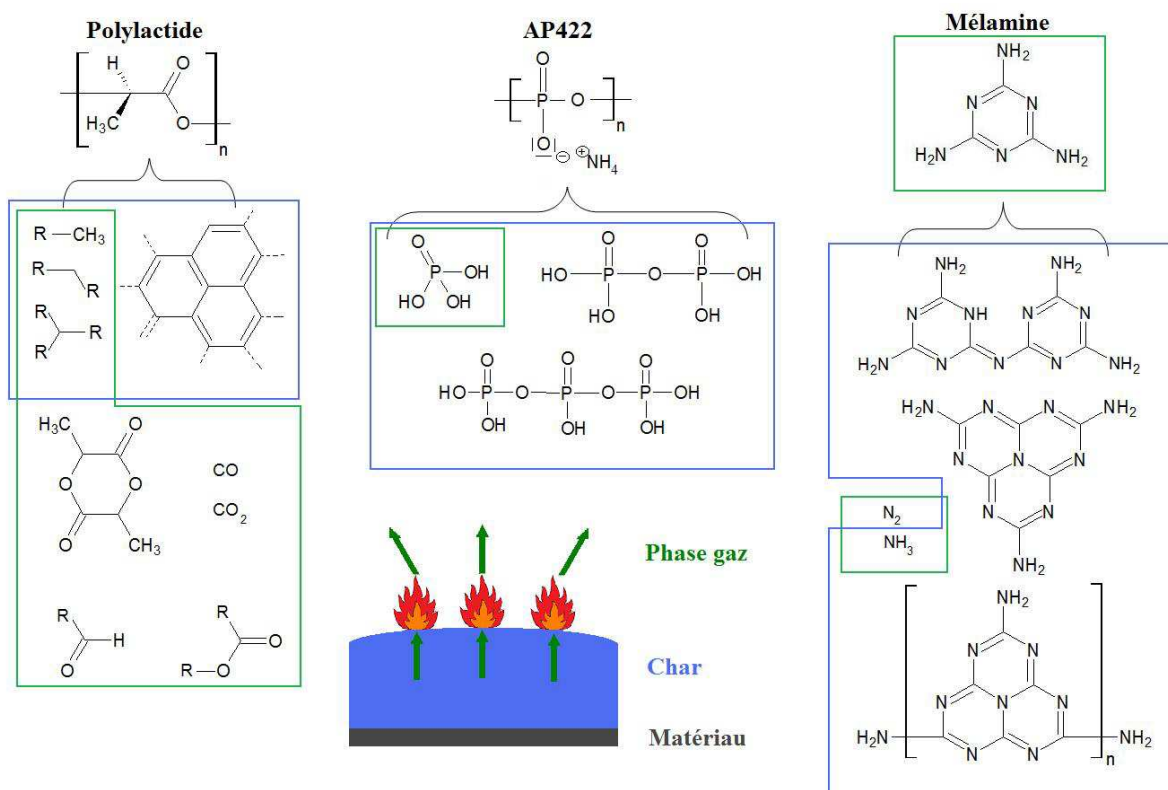 Polylactide
H
O
H3C
O
n
R
CH3
R
R
R
R
R
H3C
O
O
O
O
CH3
CO
CO2
R
H
O
R
O
R
O
AP422
O
P
O
n
O
⊖
⊕
NH4
O
P
OH
HO
OH
O
O
HO
P
O
P
OH
HO
OH
O
O
O
HO
P
O
P
O
P
OH
OH
OH
OH
Phase gaz
Char
Matériau
Mélamine
NH2
N
N
H2N
N
NH2
NH2
NH2
N
NH
N
N
H2N
N
N
N
NH2
H2N
N
N
NH2
N
N
N
N
N
NH2
N2
NH3
NH2
N
N
N
N
N
H2N
N
N
NH2
n